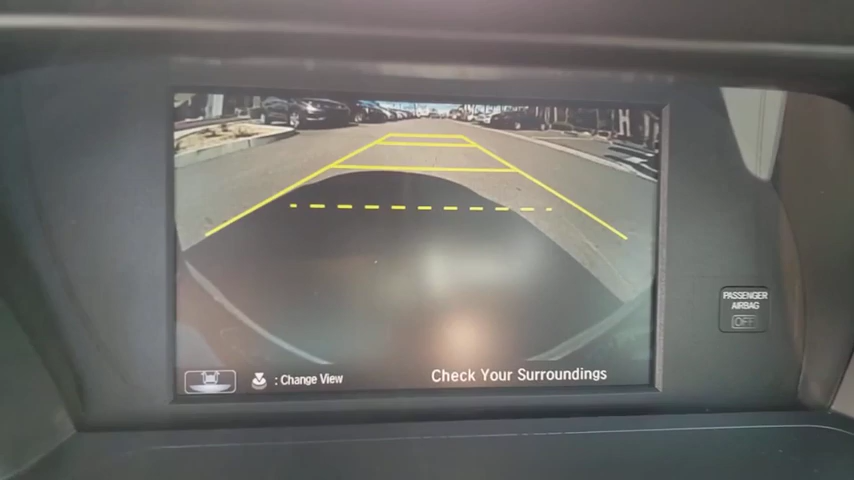 PASSENGER
AIRBAG
OFF
: Change View
Check Your Surroundings